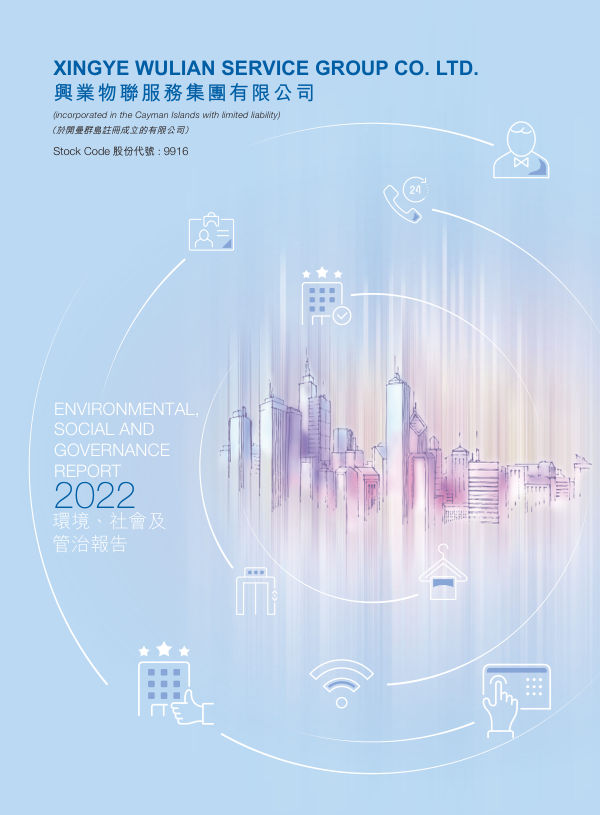 XINGYE WULIAN SERVICE GROUP CO. LTD.
興業物聯服務集團有限公司
(incorporated in the Cayman Islands with limited liability)
（於開曼群島註冊成立的有限公司）
Stock Code 股份代號 : 9916
24
ENVIRONMENTAL,
SOCIAL AND
GOVERNANCE
REPORT
2022
環境、社會及
管治報告